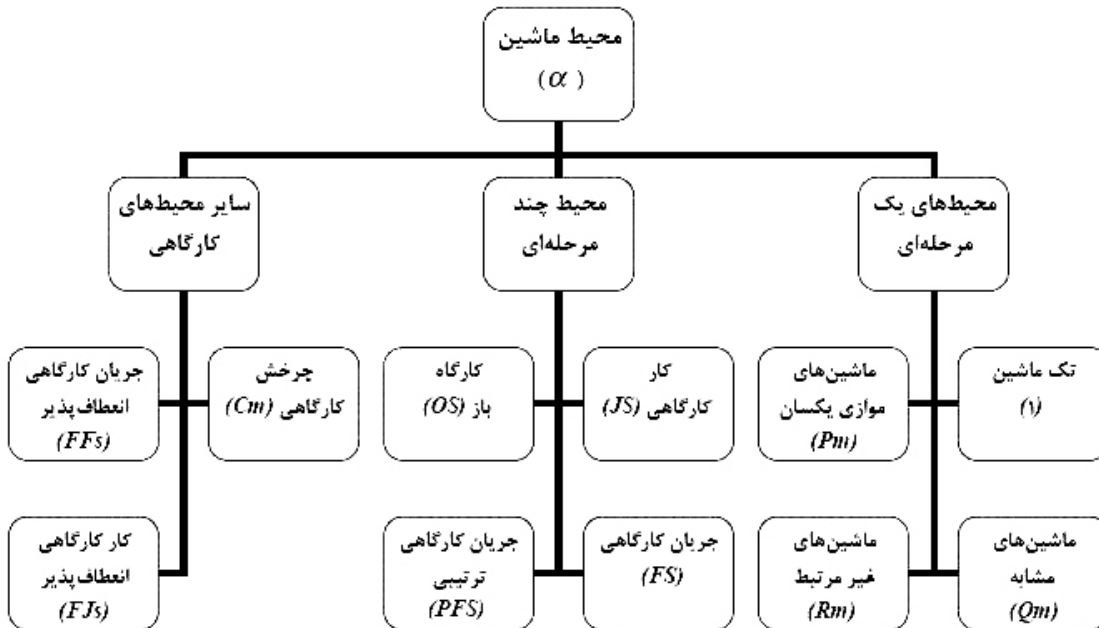 محیط ماشین
( α )
محیط‌های یک
مرحله‌ای
محیط چند
مرحله‌ای
سایر محیط‌های
کارگاهی
تک ماشین
(۱)
ماشین‌های
موازی یکسان
(Pm)
کار
کارگاهی (JS)
کارگاه
باز (OS)
چرخش
کارگاهی (Cm)
جریان کارگاهی
انعطاف‌پذیر
(FFs)
ماشین‌های
مشابه
(Qm)
ماشین‌های
غیر مرتبط
(Rm)
جریان کارگاهی
(FS)
جریان کارگاهی
ترتیبی
(PFS)
کار کارگاهی
انعطاف‌پذیر
(FJs)